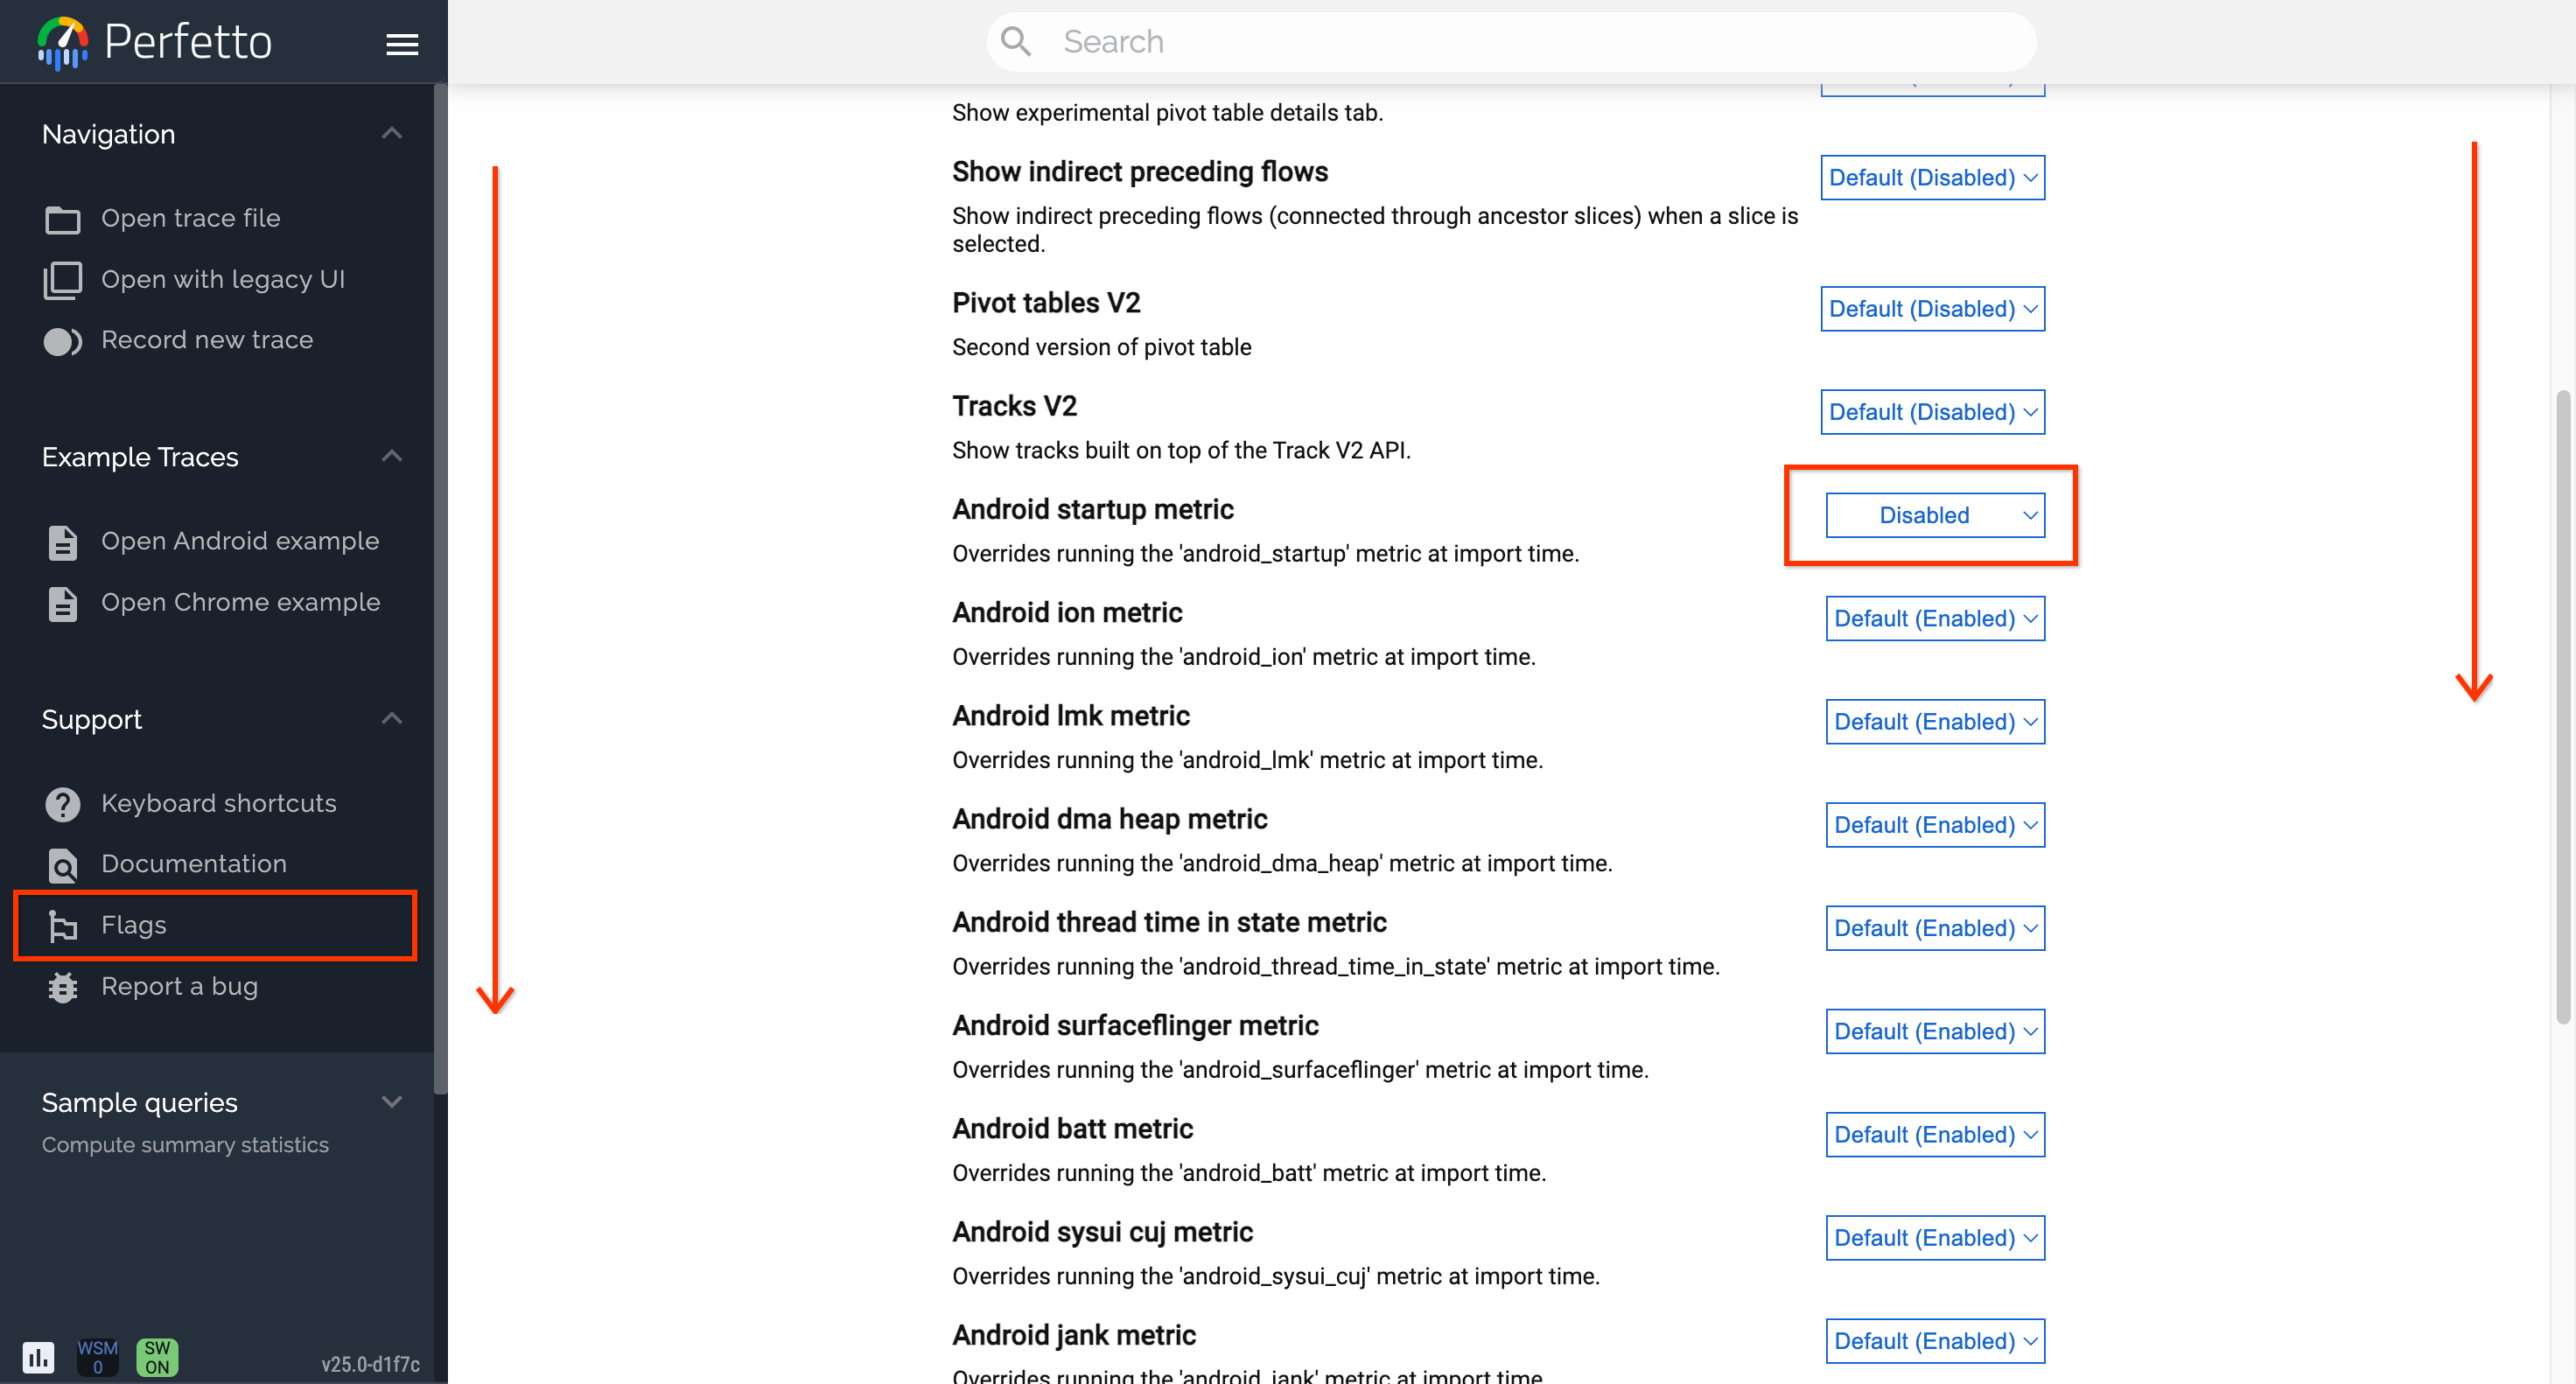 Perfetto
Search
Navigation
Open trace file
Open with legacy UI
Record new trace
Example Traces
Open Android example
Open Chrome example
Support
Keyboard shortcuts
Documentation
Flags
Report a bug
Sample queries
Compute summary statistics
WSM
0
SW
ON
v25.0-d1f7c
Show experimental pivot table details tab.
Show indirect preceding flows
Default (Disabled)
Show indirect preceding flows (connected through ancestor slices) when a slice is
selected.
Pivot tables V2
Default (Disabled)
Second version of pivot table
Tracks V2
Default (Disabled)
Show tracks built on top of the Track V2 API.
Android startup metric
Disabled
Overrides running the 'android_startup' metric at import time.
Android ion metric
Default (Enabled)
Overrides running the 'android_ion' metric at import time.
Android lmk metric
Default (Enabled)
Overrides running the 'android_lmk' metric at import time.
Android dma heap metric
Default (Enabled)
Overrides running the 'android_dma_heap' metric at import time.
Android thread time in state metric
Default (Enabled)
Overrides running the 'android_thread_time_in_state' metric at import time.
Android surfaceflinger metric
Default (Enabled)
Overrides running the 'android_surfaceflinger' metric at import time.
Android batt metric
Default (Enabled)
Overrides running the 'android_batt' metric at import time.
Android sysui cuj metric
Default (Enabled)
Overrides running the 'android_sysui_cuj' metric at import time.
Android jank metric
Default (Enabled)
Overrides running the 'android_jank' metric at import time.